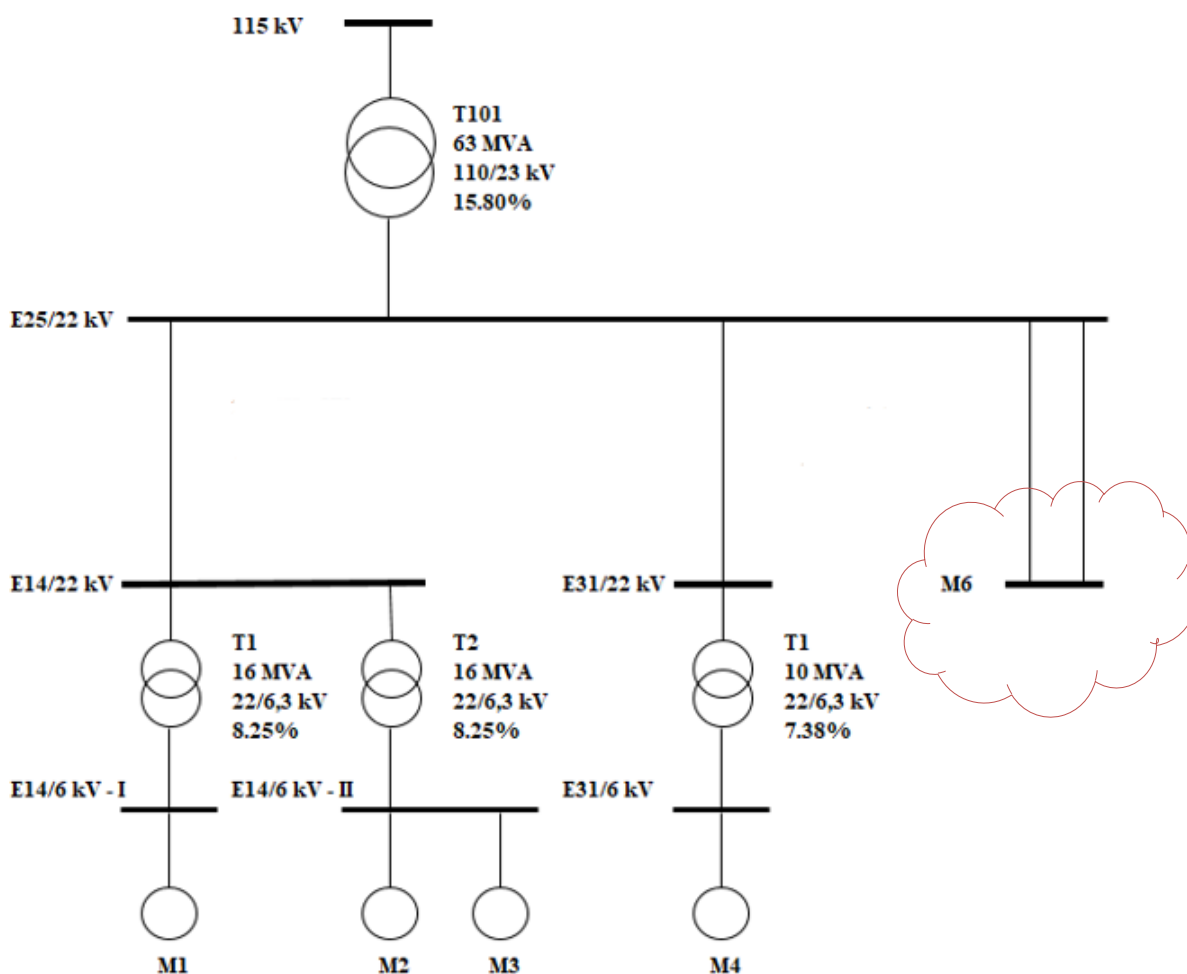 115 kV
T101
63 MVA
110/23 kV
15.80%
E25/22 kV
E14/22 kV
E31/22 kV
M6
T1
16 MVA
22/6,3 kV
8.25%
T2
16 MVA
22/6,3 kV
8.25%
T1
10 MVA
22/6,3 kV
7.38%
E14/6 kV - I
E14/6 kV - II
E31/6 kV
M1
M2
M3
M4